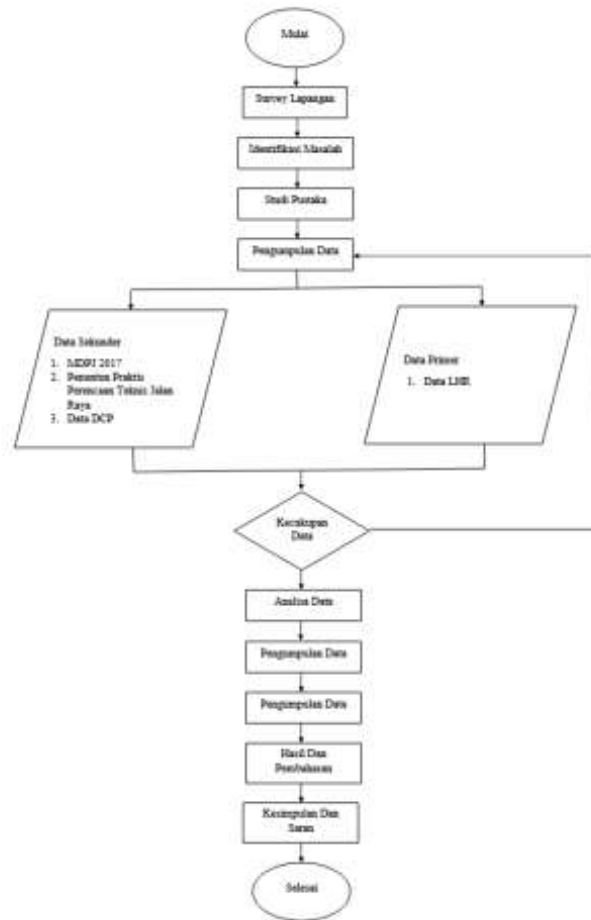 Mulai
Survey Lapangan
Identifikasi Masalah
Studi Pustaka
Pengumpulan Data
Data Sekunder
1. MDPJ 2017
2. Penuntun Praktis
Perencaan Teknis Jalan
Raya
3. Data DCP
Data Primer
1. Data LHR
Kecukupan
Data
Analisa Data
Pengumpulan Data
Pengumpulan Data
Hasil Dan
Pembahasan
Kesimpulan Dan
Saran
Selesai